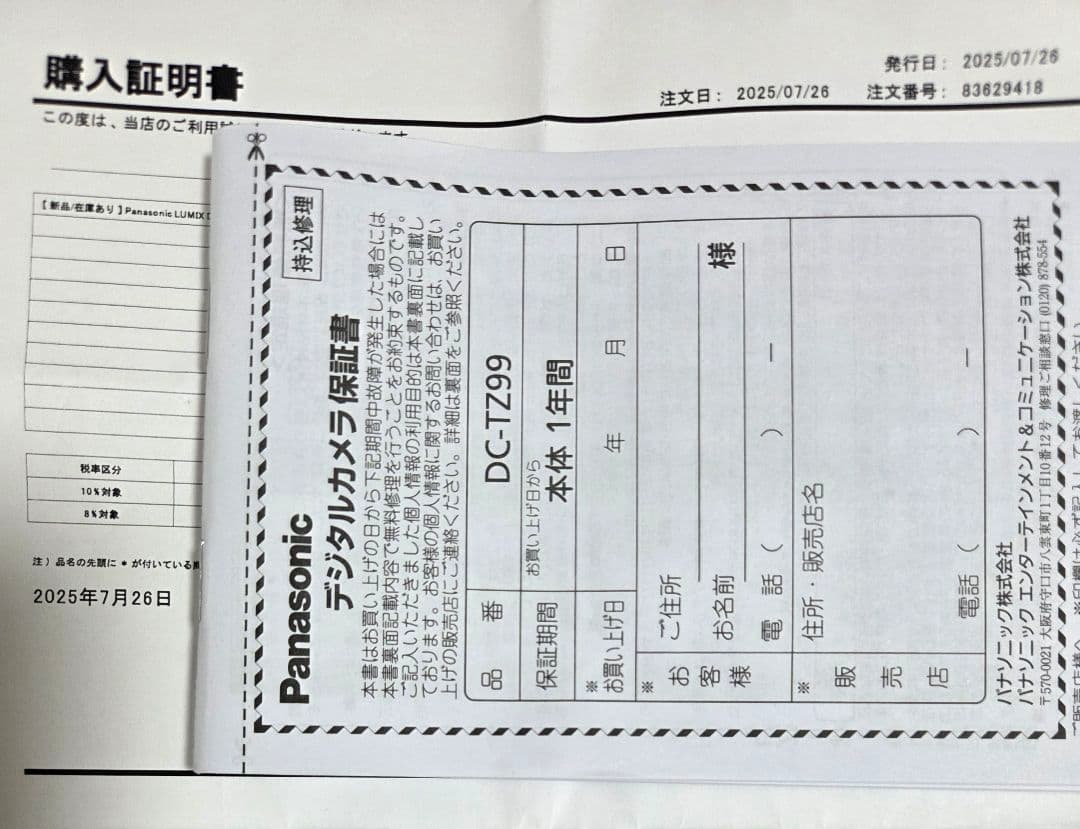 購入証明書
発行日: 2025/07/26
注文日: 2025/07/26 注文番号: 83629418
この度は、当店のご利用
【新品/在庫あり】Panasonic LUMIX
税率区分
10%対象
8%対象
注)品名の先頭に * が付いている
2025年7月26日
持込修理
Panasonic
デジタルカメラ保証書
本書はお買い上げの日から下記期間中故障が発生した場合には
本書裏面記載内容で無料修理を行うことをお約束するものです。
ご記入いただきました個人情報の利用目的は本書裏面に記載し
ております。お客様の個人情報に関するお問い合わせは、お買い
上げの販売店にご連絡ください。詳細は裏面をご参照ください。
品番 DC-TZ99
保証期間 お買い上げ日から
本体 1年間
※お買い上げ日 年 月 日
※お客様 ご住所
お名前 様
電話 ( ) ー
※販売店 住所・販売店名
電話 ( ) ー
パナソニック株式会社
パナソニック エンターテインメント&コミュニケーション株式会社
〒570-0021 大阪府守口市八雲東町1丁目10番12号 修理ご相談窓口 (0120) 878-554